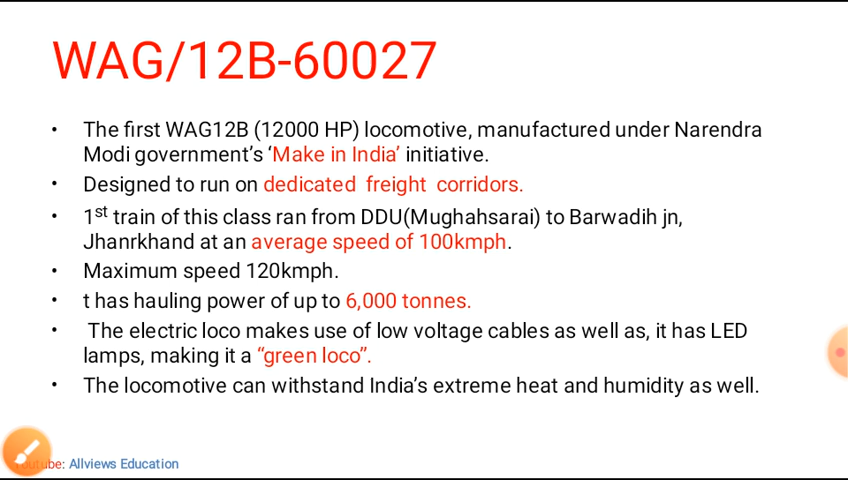 WAG/12B-60027
• The first WAG12B (12000 HP) locomotive, manufactured under Narendra
Modi government's 'Make in India' initiative.
• Designed to run on dedicated freight corridors.
• 1st train of this class ran from DDU(Mughahsarai) to Barwadih jn,
Jhanrkhand at an average speed of 100kmph.
• Maximum speed 120kmph.
• t has hauling power of up to 6,000 tonnes.
• The electric loco makes use of low voltage cables as well as, it has LED
lamps, making it a “green loco”.
• The locomotive can withstand India's extreme heat and humidity as well.
Youtube: Allviews Education